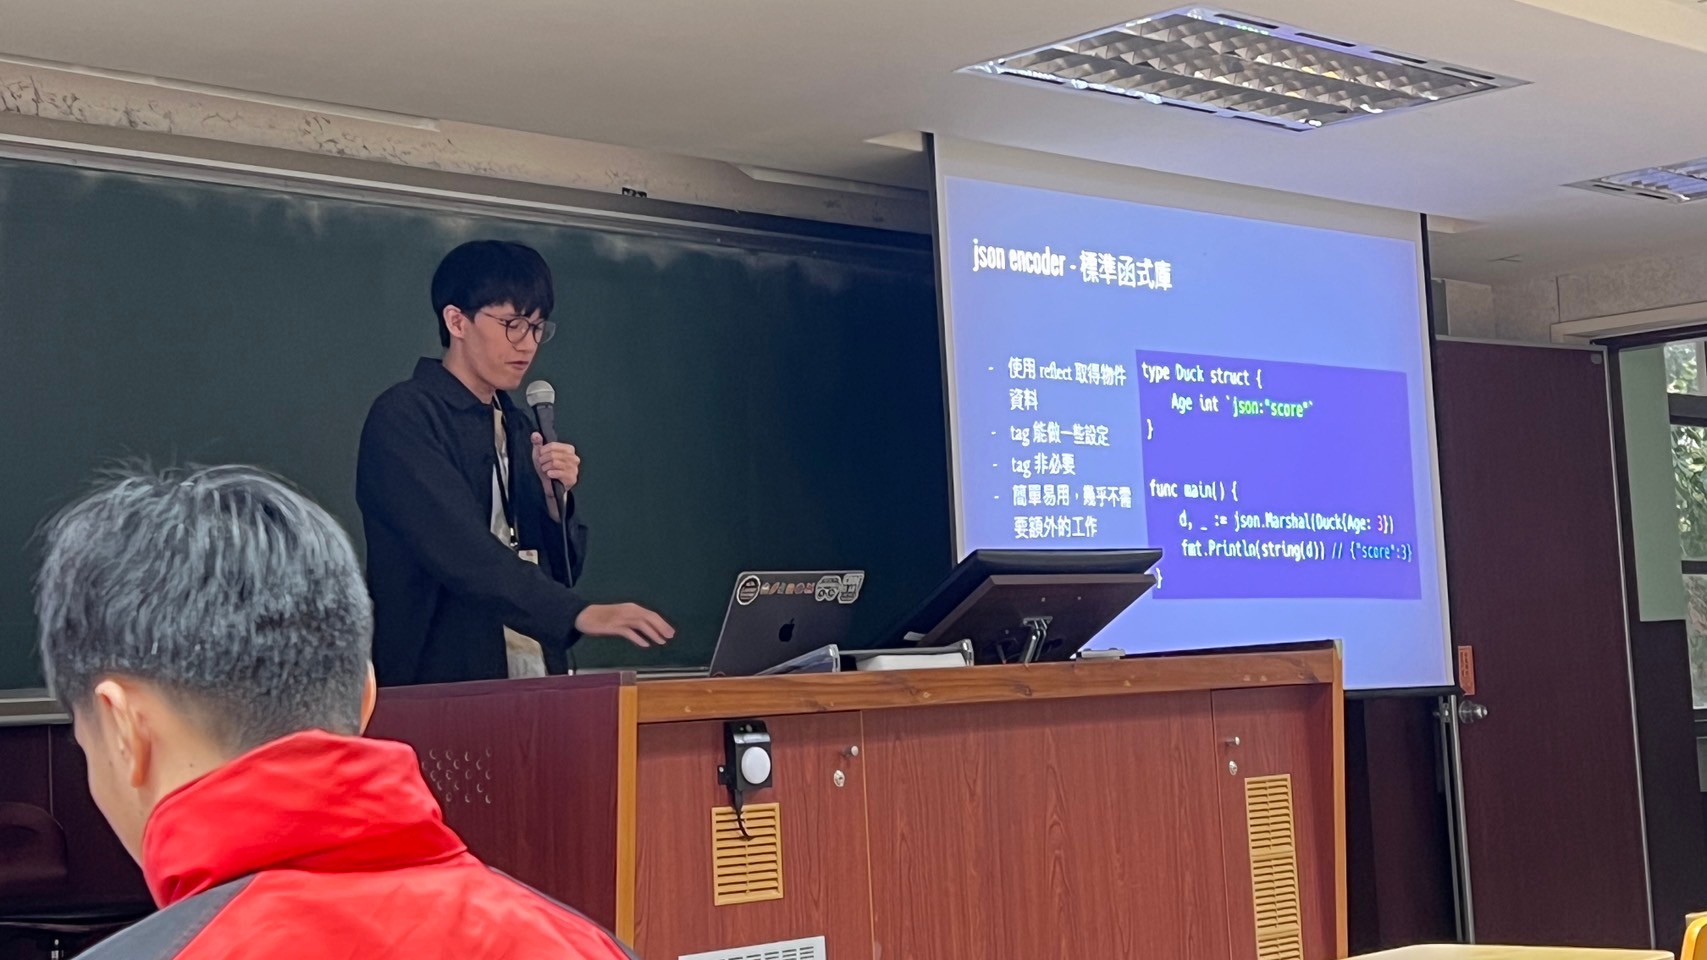 json encoder - 標準函式庫
- 使用 reflect 取得物件
資料
- tag 能做一些設定
- tag 非必要
- 簡單易用，幾乎不需
要額外的工作
type Duck struct {
Age int `json:"score"`
}
func main() {
d, _ := json.Marshal(Duck{Age: 3})
fmt.Println(string(d)) // {"score":3}
}